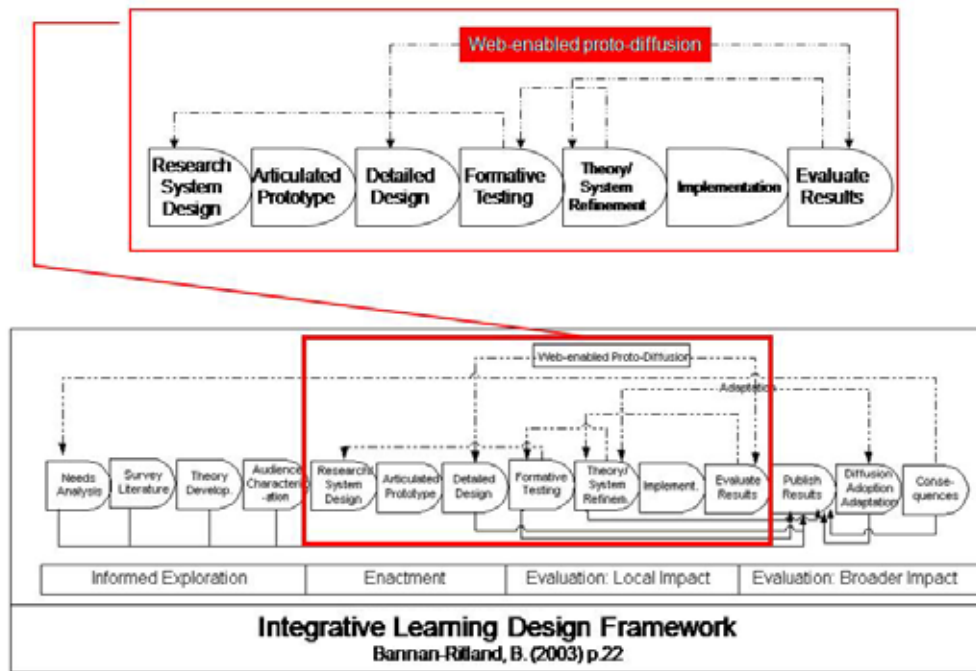 Web-enabled proto-diffusion
Research
System
Design
Articulated
Prototype
Detailed
Design
Formative
Testing
Theory/
System
Refinement
Implementation
Evaluate
Results
Web-enabled Proto-Diffusion
Adaptation
Needs
Analysis
Survey
Literature
Theory
Develop.
Audience
Characteriz
-ation
Research/
System
Design
Articulated
Prototype
Detailed
Design
Formative
Testing
Theory/
System
Refinem.
Implement.
Evaluate
Results
Publish
Results
Diffusion
Adoption
Adaptation
Conse-
quences
Informed Exploration
Enactment
Evaluation: Local Impact
Evaluation: Broader Impact
Integrative Learning Design Framework
Bannan-Ritland, B. (2003) p.22